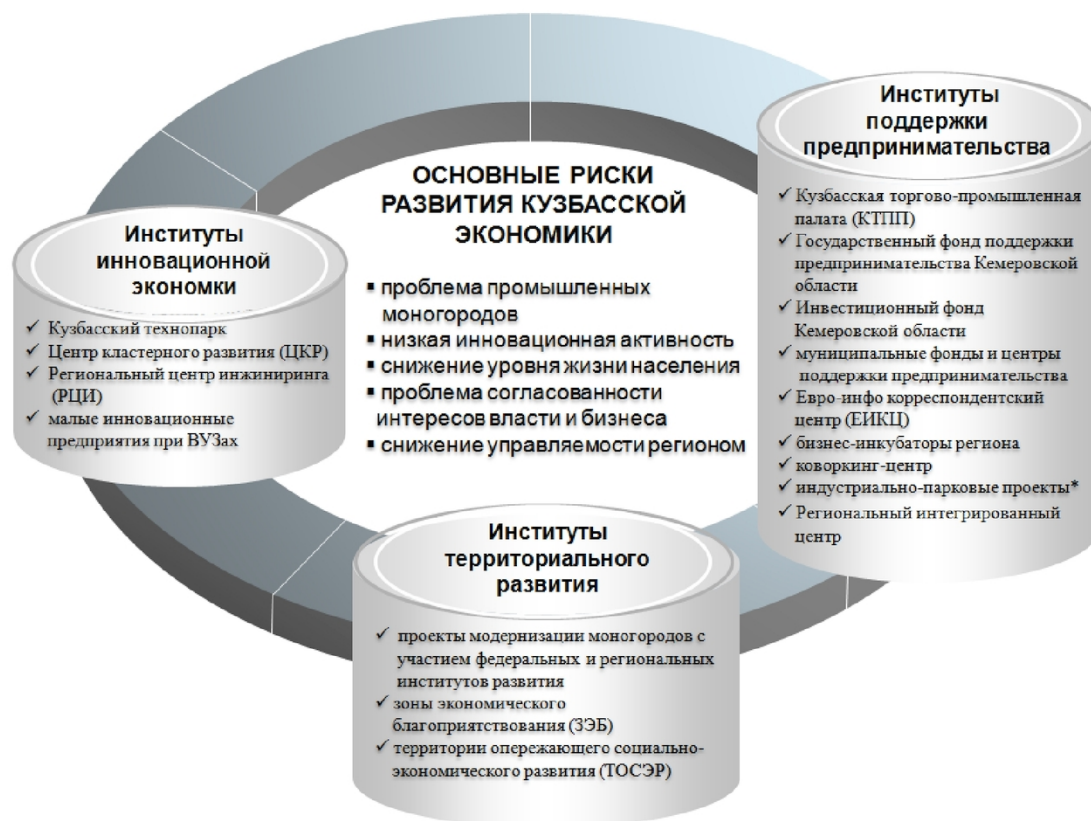 ОСНОВНЫЕ РИСКИ
РАЗВИТИЯ КУЗБАССКОЙ
ЭКОНОМИКИ
▪ проблема промышленных
моногородов
▪ низкая инновационная активность
▪ снижение уровня жизни населения
▪ проблема согласованности
интересов власти и бизнеса
▪ снижение управляемости регионом
Институты
инновационной
экономки
✓ Кузбасский технопарк
✓ Центр кластерного развития (ЦКР)
✓ Региональный центр инжиниринга
(РЦИ)
✓ малые инновационные
предприятия при ВУЗах
Институты
поддержки
предпринимательства
✓ Кузбасская торгово-промышленная
палата (КТПП)
✓ Государственный фонд поддержки
предпринимательства Кемеровской
области
✓ Инвестиционный фонд
Кемеровской области
✓ муниципальные фонды и центры
поддержки предпринимательства
✓ Евро-инфо корреспондентский
центр (ЕИКЦ)
✓ бизнес-инкубаторы региона
✓ коворкинг-центр
✓ индустриально-парковые проекты*
✓ Региональный интегрированный
центр
Институты
территориального
развития
✓ проекты модернизации моногородов с
участием федеральных и региональных
институтов развития
✓ зоны экономического
благоприятствования (ЗЭБ)
✓ территории опережающего социально-
экономического развития (ТОСЭР)